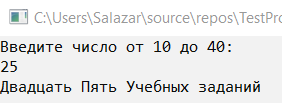 C:\Users\Salazar\source\repos\TestPro
Введите число от 10 до 40:
25
Двадцать Пять Учебных заданий